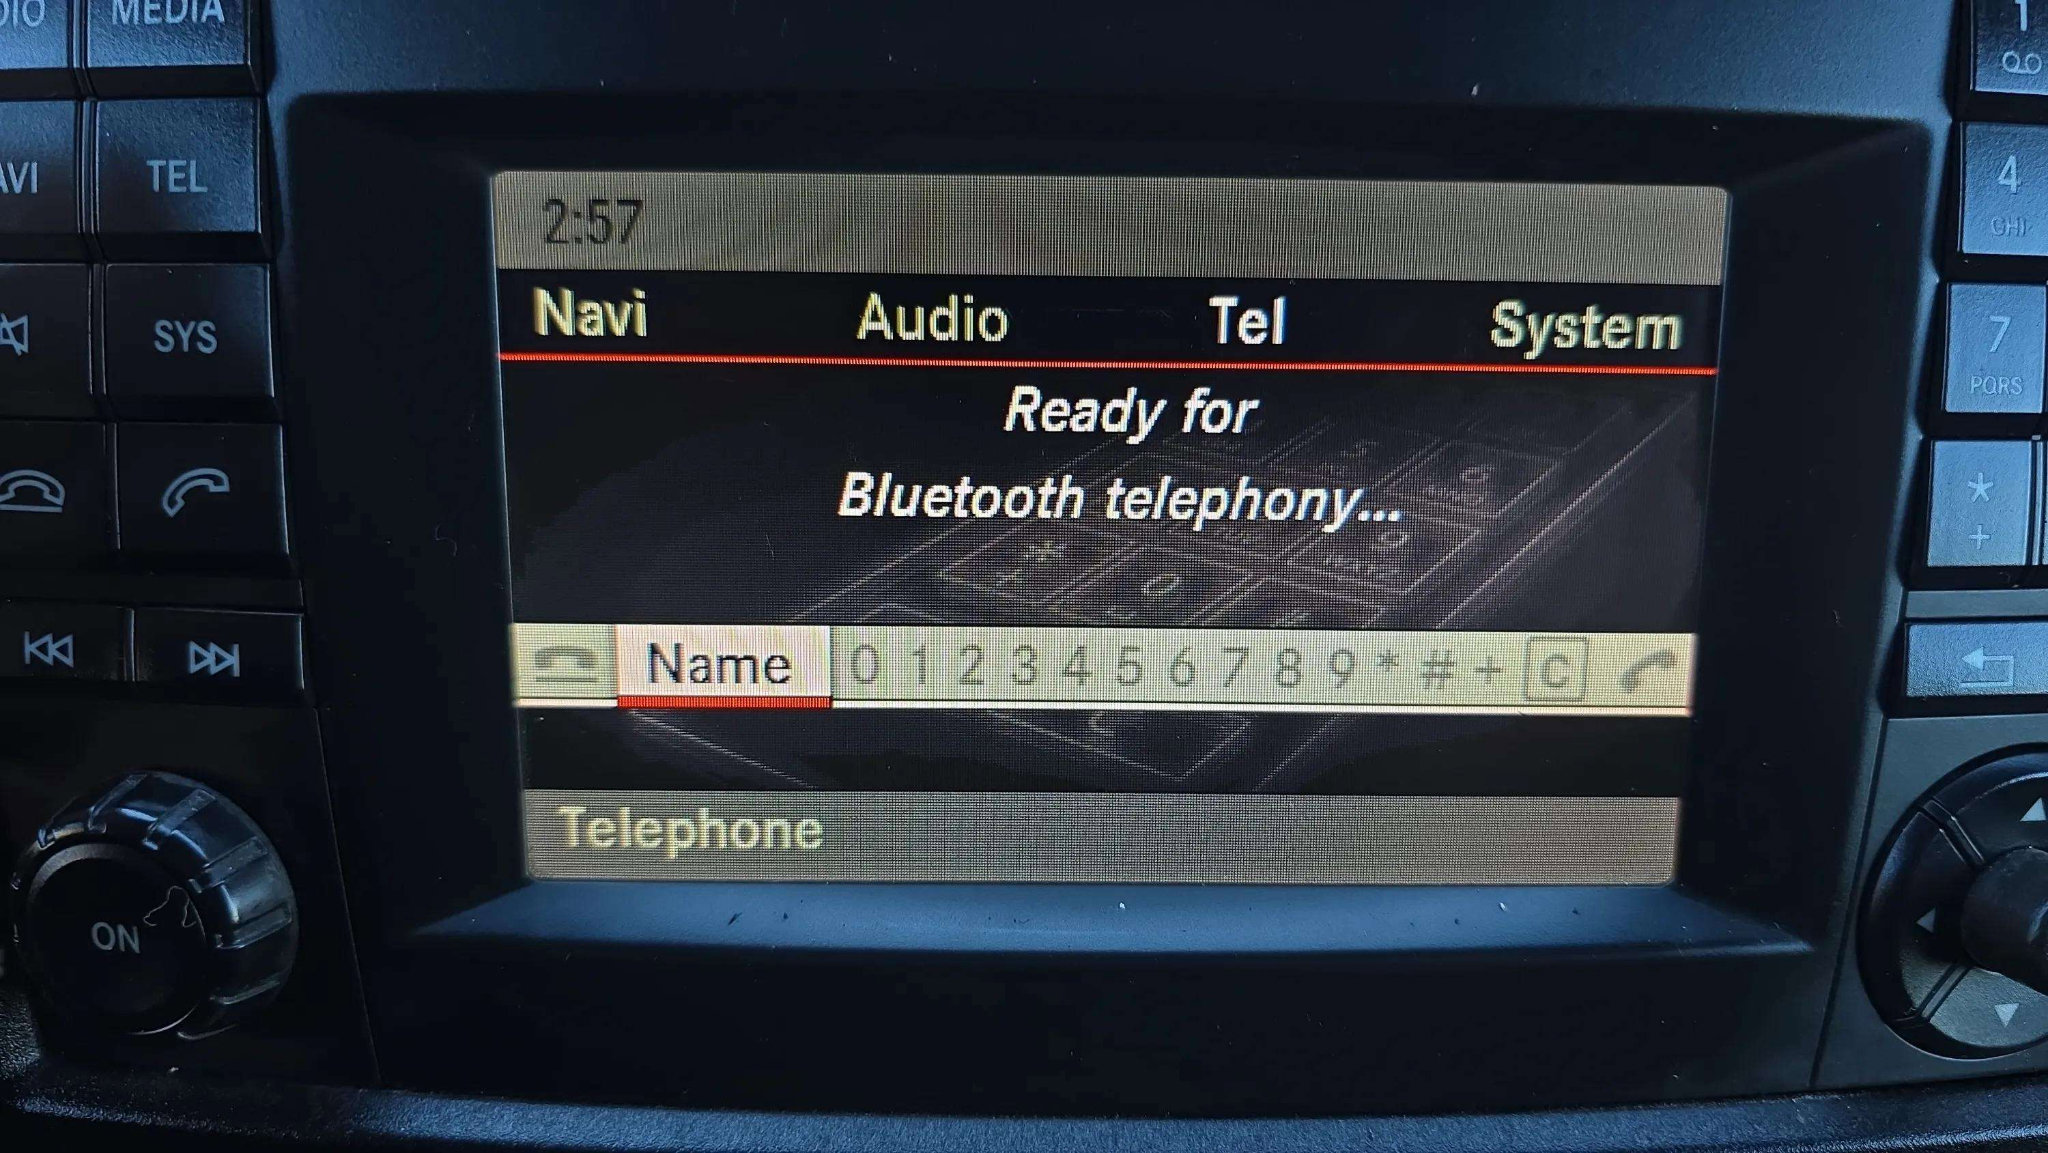 MEDIA
TEL
SYS
ON
2:57
Navi Audio Tel System
Ready for
Bluetooth telephony...
Name 0 1 2 3 4 5 6 7 8 9 * # + C
Telephone
1
4
GHI
7
PQRS
*
+